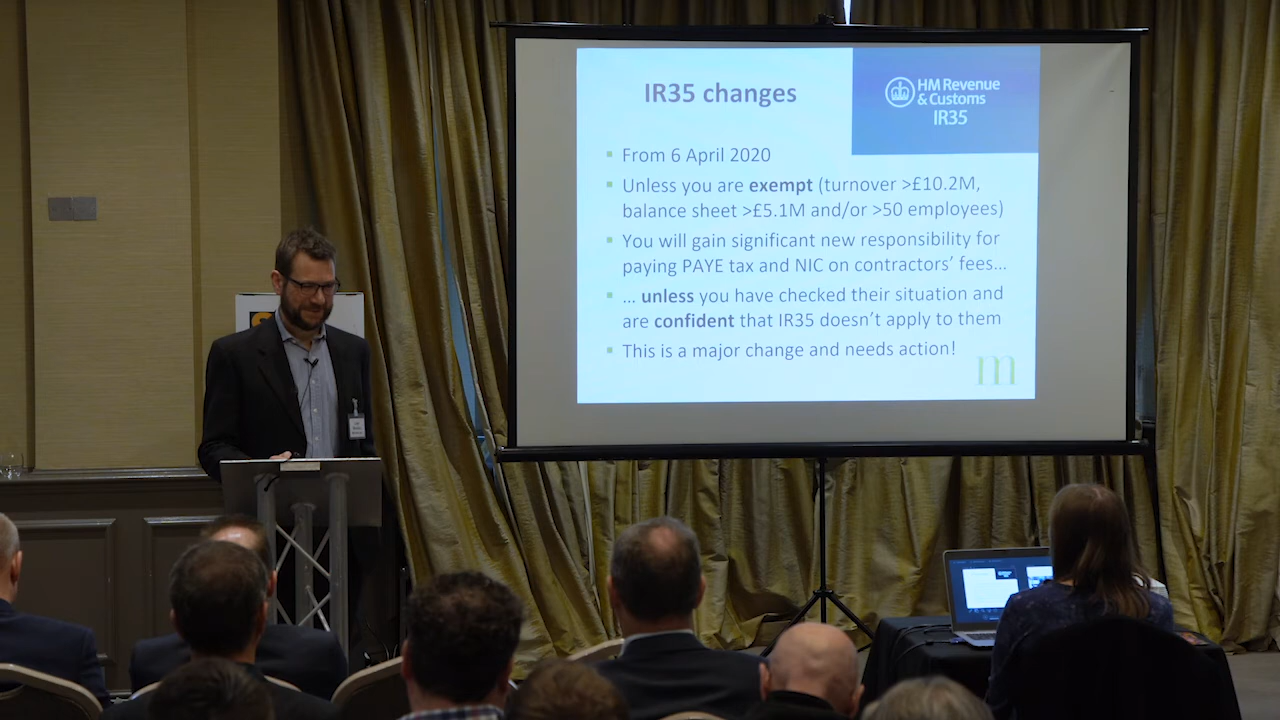 IR35 changes
HM Revenue
& Customs
IR35
From 6 April 2020
Unless you are exempt (turnover >£10.2M,
balance sheet >£5.1M and/or >50 employees)
You will gain significant new responsibility for
paying PAYE tax and NIC on contractors’ fees…
… unless you have checked their situation and
are confident that IR35 doesn’t apply to them
This is a major change and needs action!
m